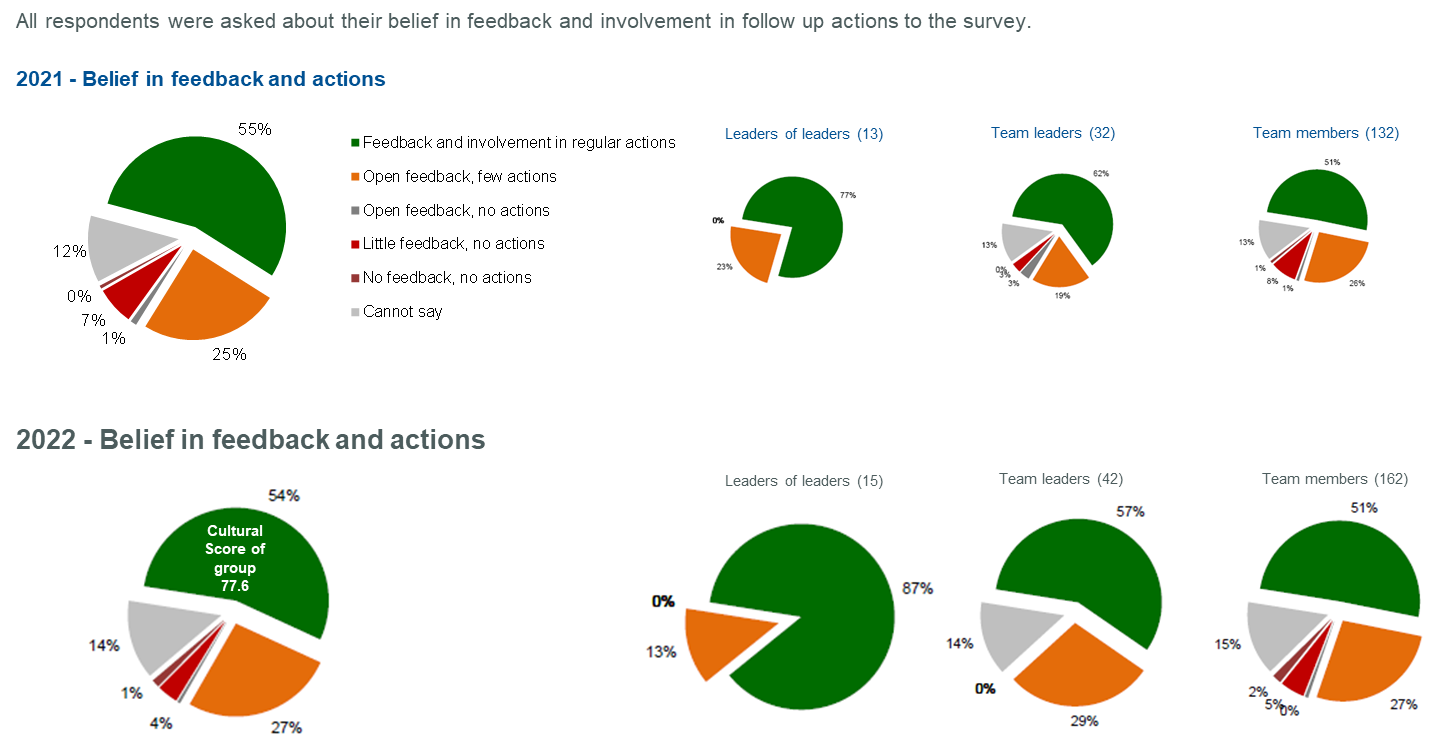 All respondents were asked about their belief in feedback and involvement in follow up actions to the survey.
2021 - Belief in feedback and actions
55%
12%
0%
7%
1%
25%
Feedback and involvement in regular actions
Open feedback, few actions
Open feedback, no actions
Little feedback, no actions
No feedback, no actions
Cannot say
Leaders of leaders (13)
77%
0%
23%
Team leaders (32)
62%
13%
0%
3%
3%
19%
Team members (132)
51%
13%
1%
8%
1%
26%
2022 - Belief in feedback and actions
54%
Cultural
Score of
group
77.6
14%
1%
4%
27%
Leaders of leaders (15)
87%
0%
13%
Team leaders (42)
57%
14%
0%
29%
Team members (162)
51%
15%
2%
5%
0%
27%